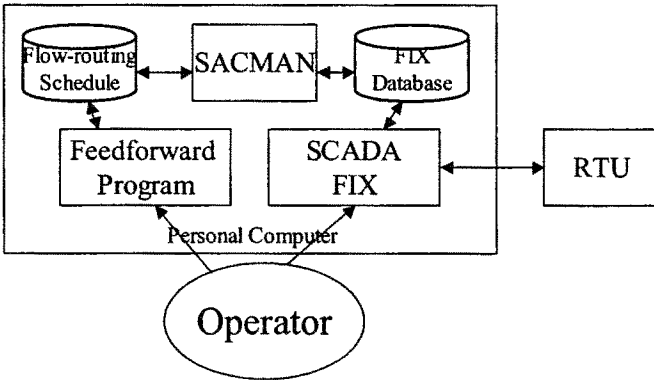 Flow-routing
Schedule
SACMAN
FIX
Database
Feedforward
Program
SCADA
FIX
RTU
Personal Computer
Operator